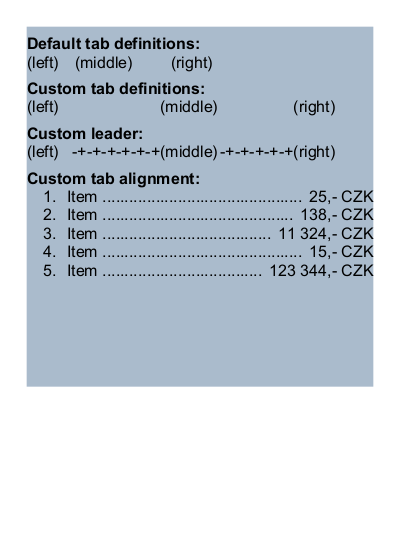 Default tab definitions:
(left) (middle) (right)
Custom tab definitions:
(left) (middle) (right)
Custom leader:
(left) -+-+-+-+-+-+(middle)-+-+-+-+-+(right)
Custom tab alignment:
1. Item .......................................... 25,- CZK
2. Item ........................................ 138,- CZK
3. Item ................................... 11 324,- CZK
4. Item .......................................... 15,- CZK
5. Item ................................. 123 344,- CZK